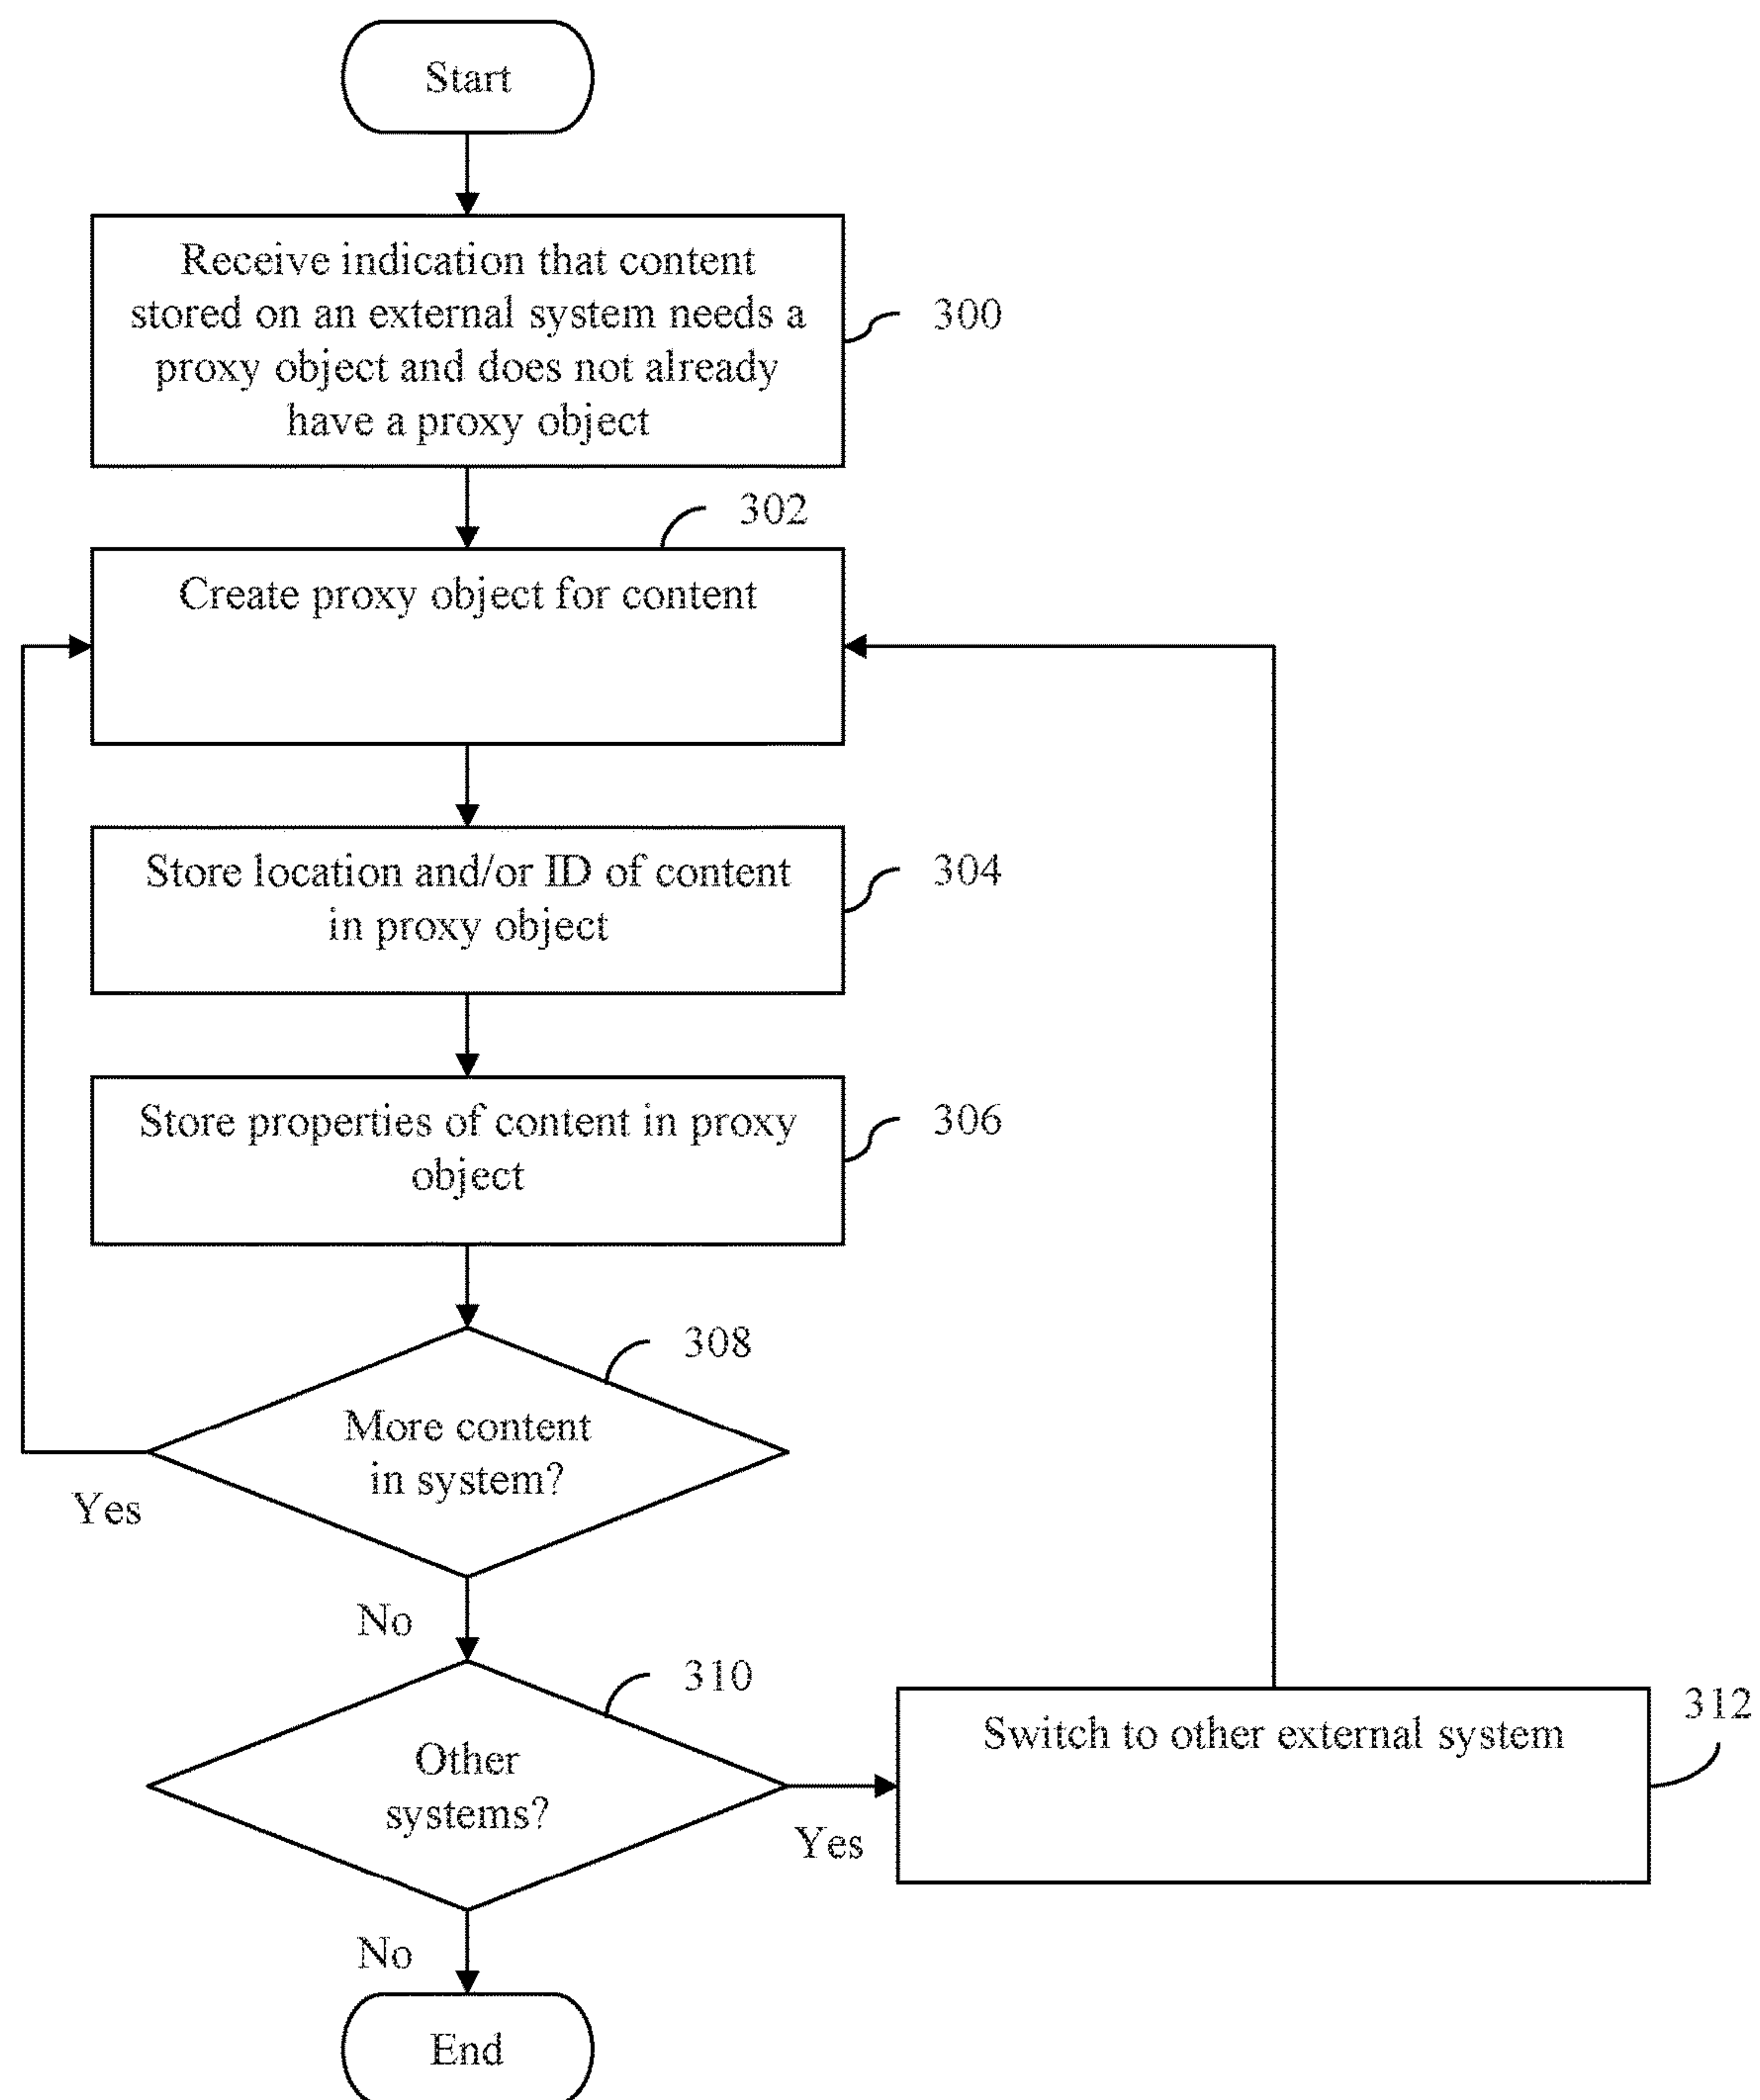 Start
Receive indication that content
stored on an external system needs a
proxy object and does not already
have a proxy object
300
302
Create proxy object for content
Store location and/or ID of content
in proxy object
304
Store properties of content in proxy
object
306
308
More content
in system?
Yes
No
310
Other
systems?
Yes
312
Switch to other external system
No
End